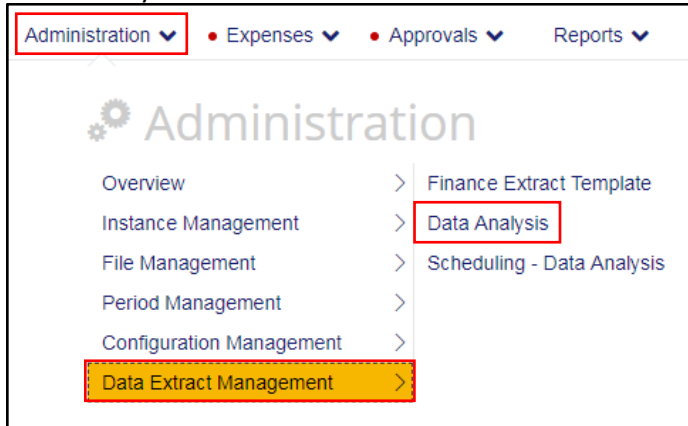 Administration Expenses Approvals Reports
Administration
Overview
Instance Management
File Management
Period Management
Configuration Management
Data Extract Management
Finance Extract Template
Data Analysis
Scheduling - Data Analysis